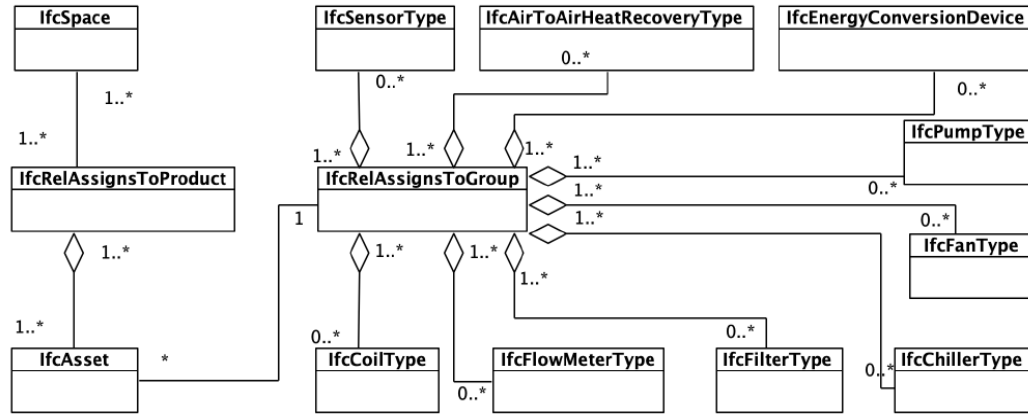 IfcSpace
IfcSensorType
IfcAirToAirHeatRecoveryType
IfcEnergyConversionDevice
0..*
0..*
0..*
1..*
1..*
1..*
1..*
1..*
IfcPumpType
1..*
0..*
IfcRelAssignsToProduct
IfcRelAssignsToGroup
1..*
1..*
1
0..*
IfcFanType
1..*
1..*
1..*
1..*
1..*
0..*
0..*
IfcAsset
*
IfcCoilType
IfcFlowMeterType
0..*
IfcFilterType
IfcChillerType
0..*